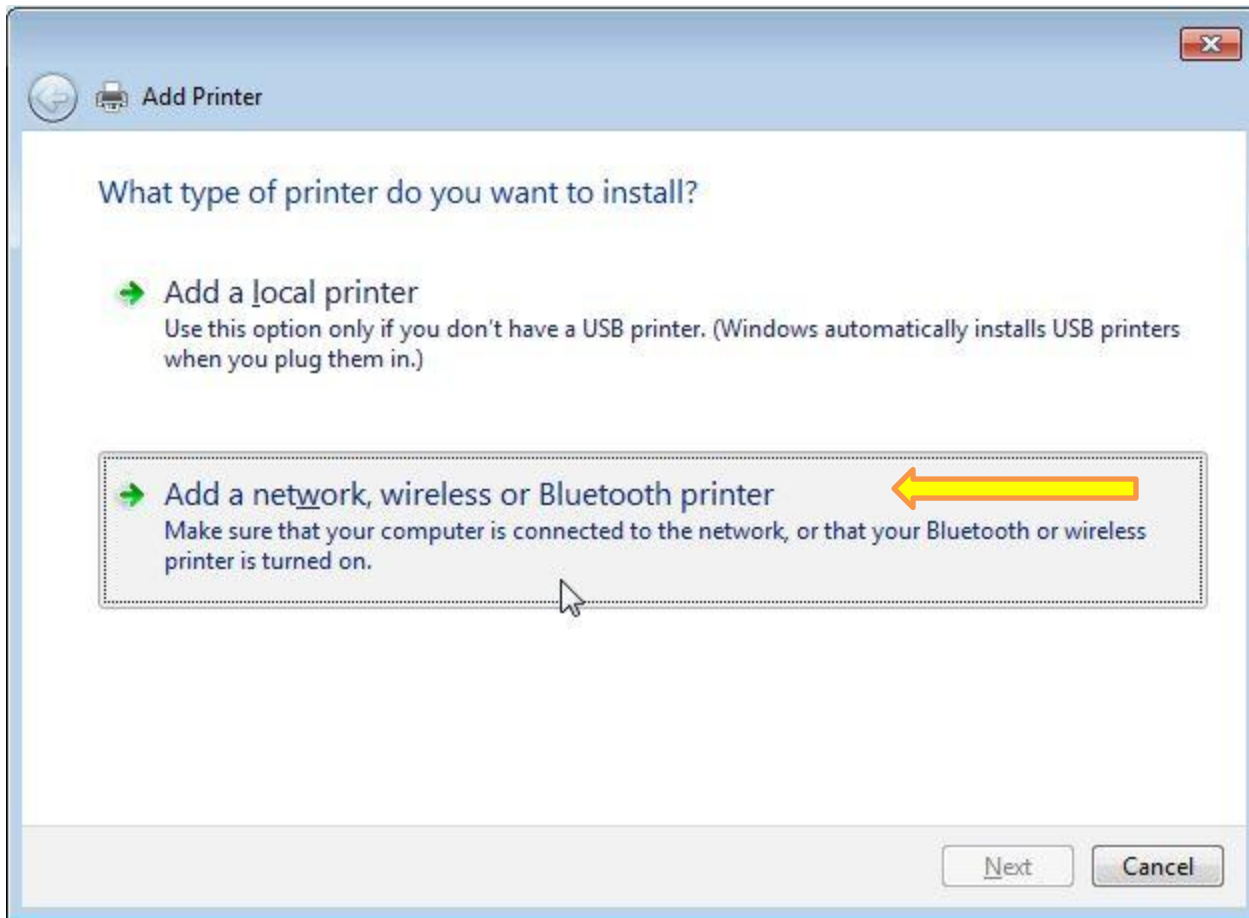 Add Printer
What type of printer do you want to install?
Add a local printer
Use this option only if you don't have a USB printer. (Windows automatically installs USB printers
when you plug them in.)
Add a network, wireless or Bluetooth printer
Make sure that your computer is connected to the network, or that your Bluetooth or wireless
printer is turned on.
Next
Cancel